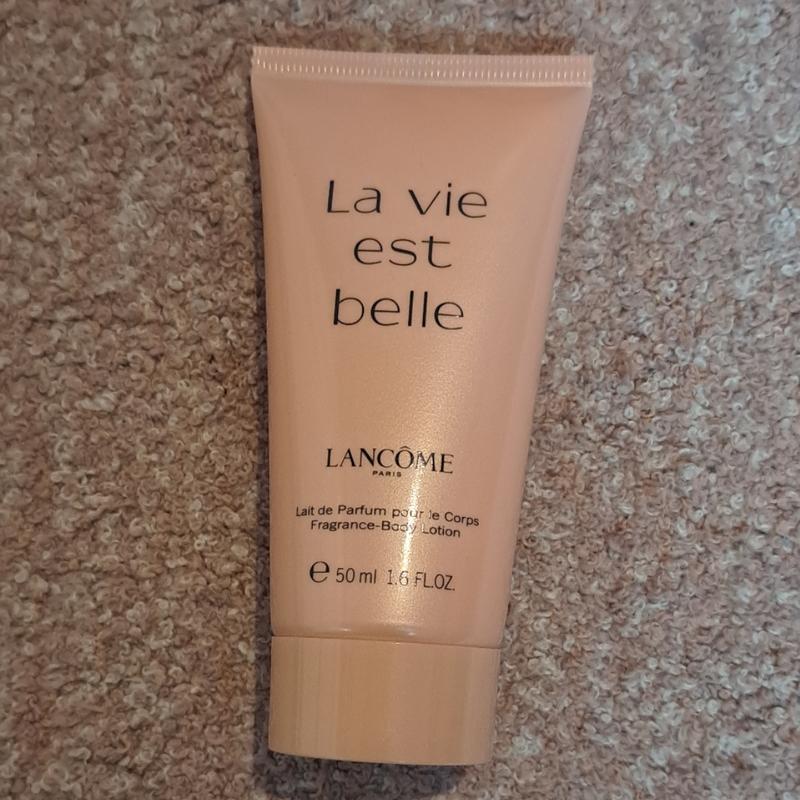 La vie
est
belle
LANCÔME
PARIS
Lait de Parfum pour le Corps
Fragrance-Body Lotion
e 50 ml 1.6 FL.OZ.